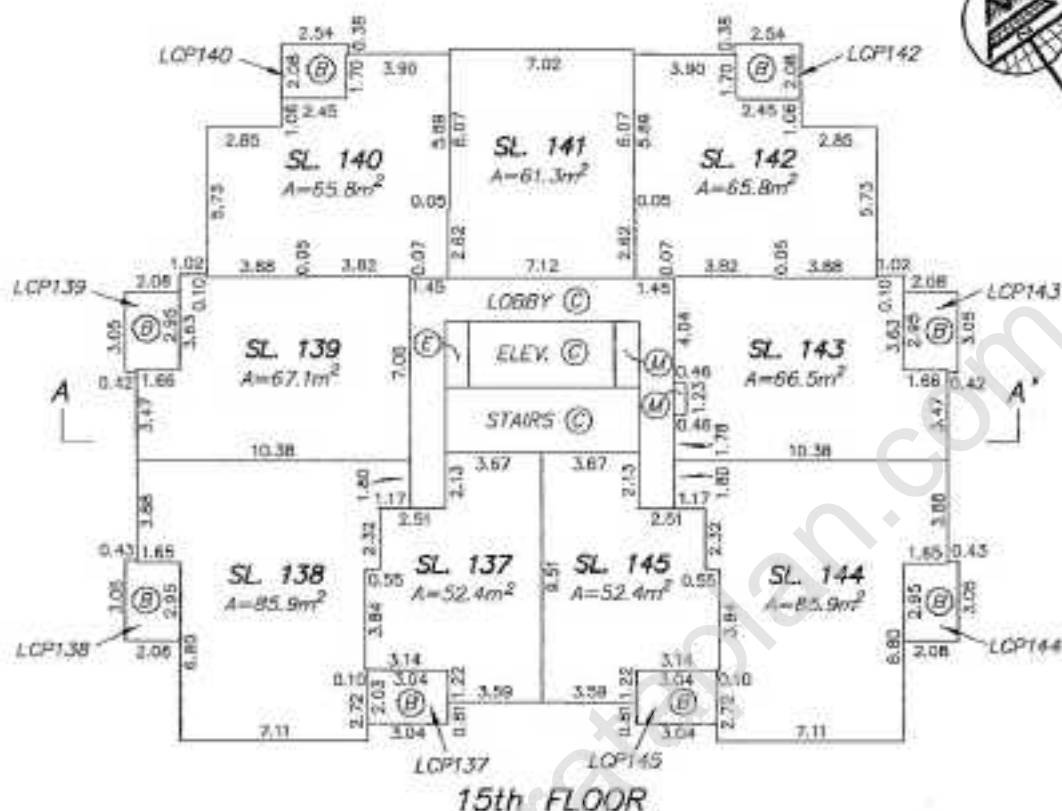 2.54 0.38 0.38 2.54
LCP140 2.08 B 1.70 3.90 7.02 3.90 1.70 B 2.08 LCP142
2.45 2.45
2.85 1.06 5.89 6.07 6.07 5.89 1.06 2.85
SL. 140 SL. 141 SL. 142
A=65.8m² A=61.3m² A=65.8m²
5.73 0.05 0.05 5.73
2.62 2.62
1.02 3.88 0.05 3.82 0.07 7.12 0.07 3.82 0.05 3.88 1.02
LCP139 2.08 0.10 1.45 1.45 0.10 2.08 LCP143
LOBBY C
3.05 B 2.95 3.63 4.04 3.63 2.95 B 3.05
SL. 139 7.06 E ELEV. C M SL. 143
A=67.1m² 0.46 A=66.5m²
0.42 1.66 M 1.23 1.66 0.42
A 3.47 STAIRS C 0.46 3.47 A'
10.38 1.78 10.38
3.67 3.67
1.80 2.13 2.13 1.80
3.88 1.17 2.51 2.51 1.17 3.88
0.43 1.65 2.32 2.32 1.65 0.43
SL. 138 SL. 137 9.51 SL. 145 SL. 144
A=85.9m² 0.55 A=52.4m² A=52.4m² 0.55 A=85.9m²
3.05 B 2.95 2.95 B 3.05
LCP138 2.08 6.80 3.84 3.84 6.80 2.08 LCP144
3.14 3.14
0.10 3.04 1.22 1.22 3.04 0.10
2.72 2.03 B 3.59 3.59 B 2.72
7.11 3.04 0.81 0.81 3.04 7.11
LCP137 LCP145
15th FLOOR